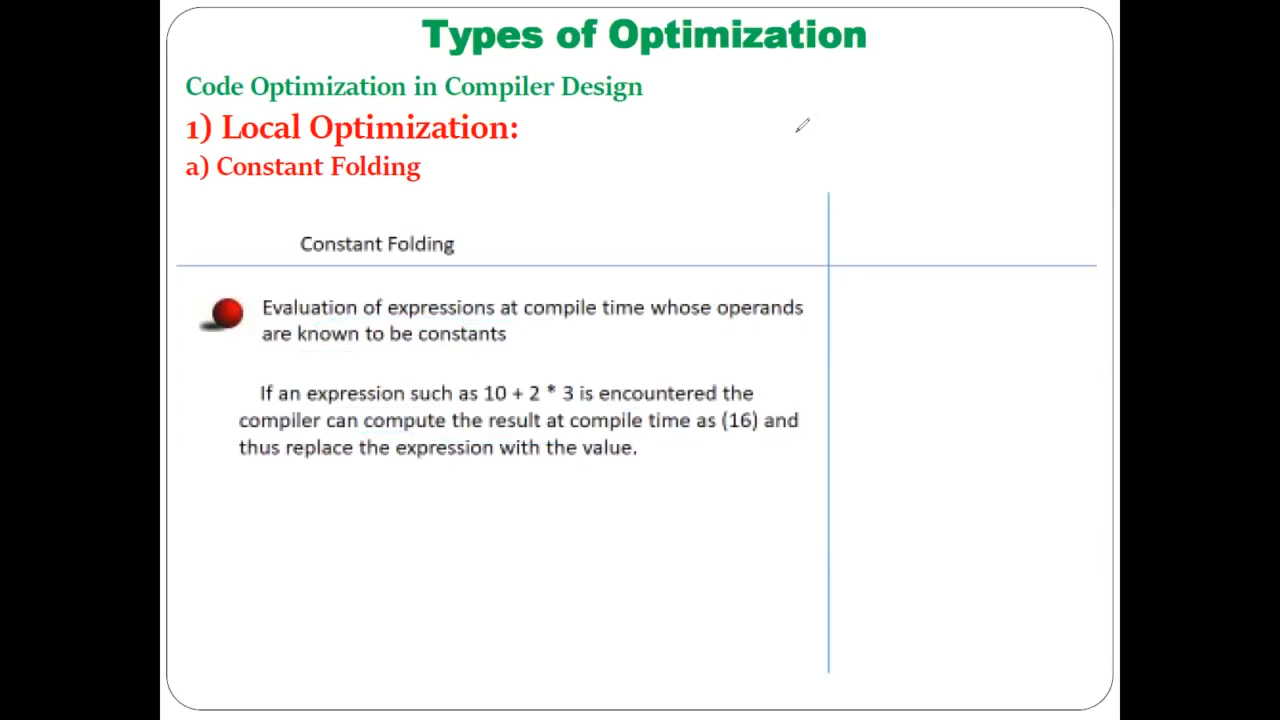 Types of Optimization
Code Optimization in Compiler Design
1) Local Optimization:
a) Constant Folding
Constant Folding
Evaluation of expressions at compile time whose operands
are known to be constants
If an expression such as 10 + 2 * 3 is encountered the
compiler can compute the result at compile time as (16) and
thus replace the expression with the value.